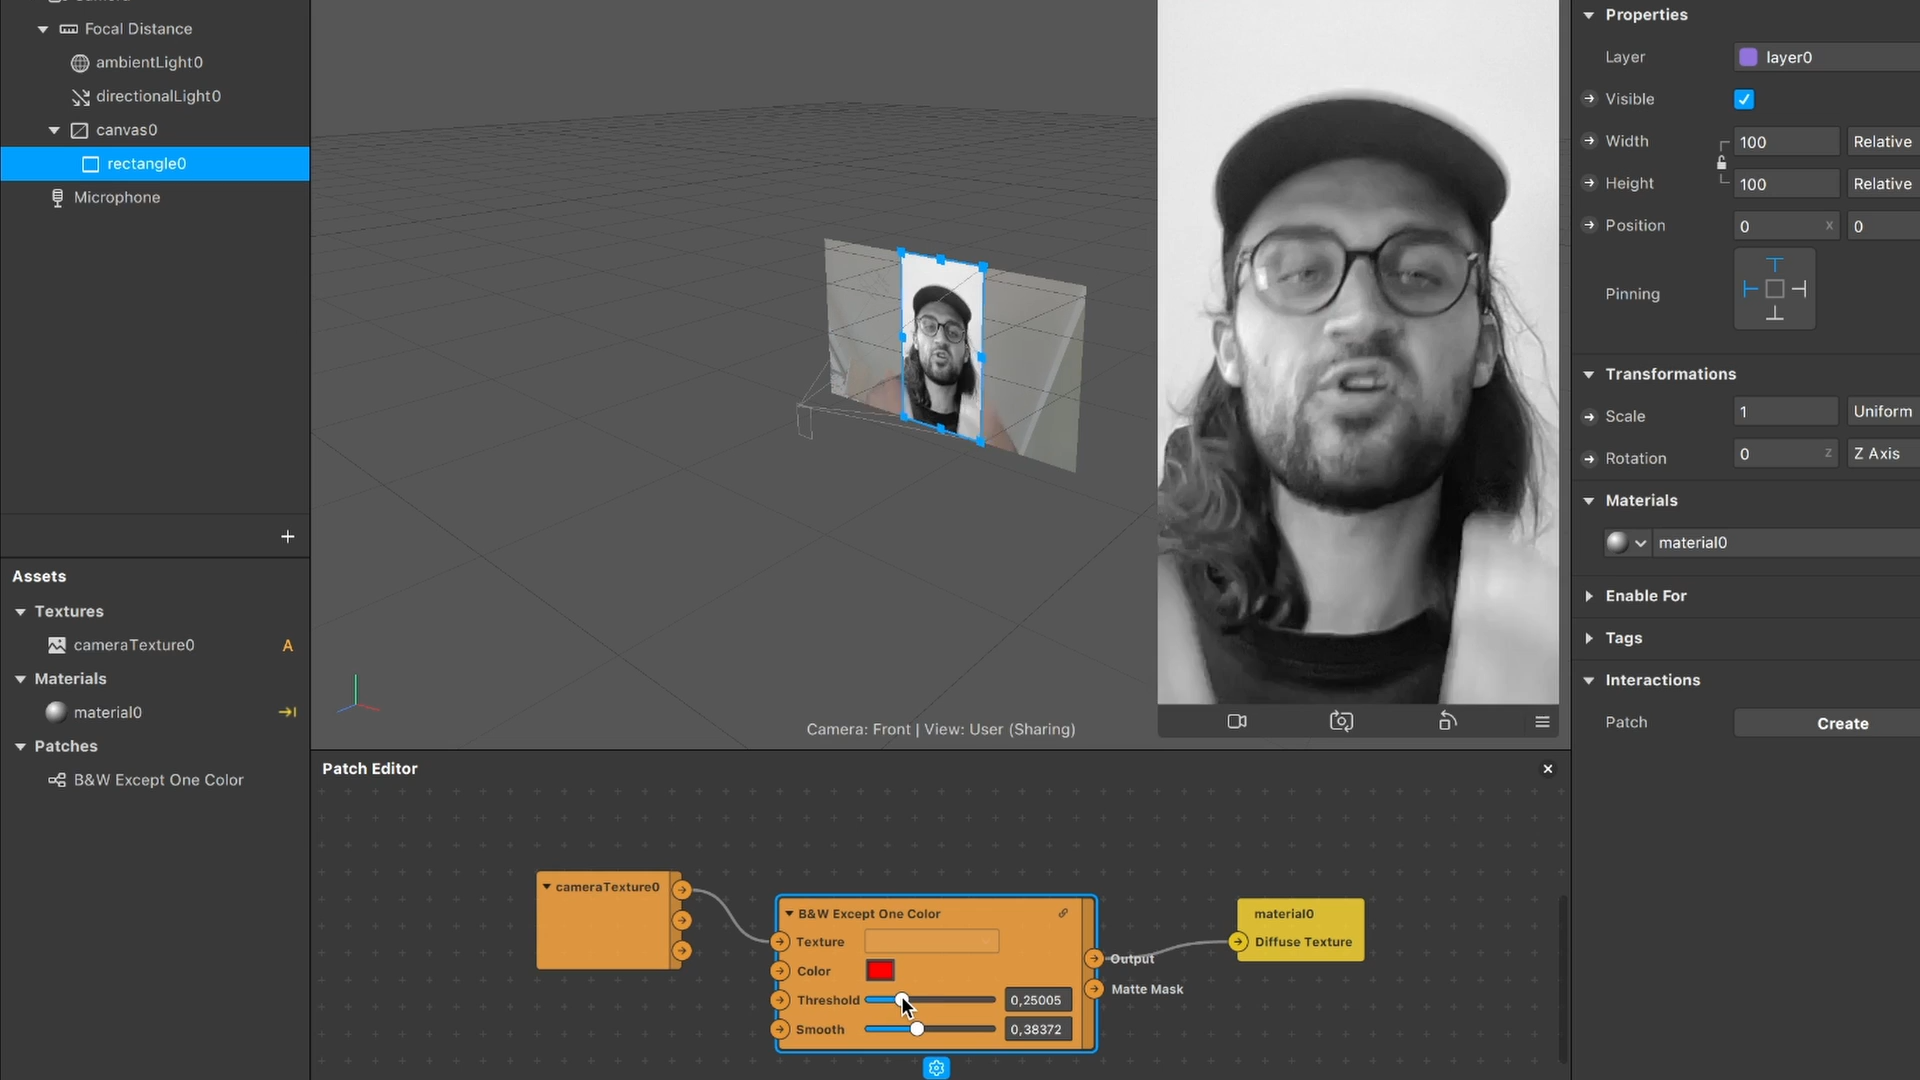 Focal Distance
ambientLight0
directionalLight0
canvas0
rectangle0
Microphone
+
Assets
Textures
cameraTexture0 A
Materials
material0
Patches
B&W Except One Color
Camera: Front | View: User (Sharing)
Patch Editor
cameraTexture0
B&W Except One Color
Texture
Color
Threshold 0,25005
Smooth 0,38372
Output
Matte Mask
material0
Diffuse Texture
Properties
Layer layer0
Visible
Width 100 Relative
Height 100 Relative
Position 0 X 0
Pinning
Transformations
Scale 1 Uniform
Rotation 0 Z Z Axis
Materials
material0
Enable For
Tags
Interactions
Patch Create